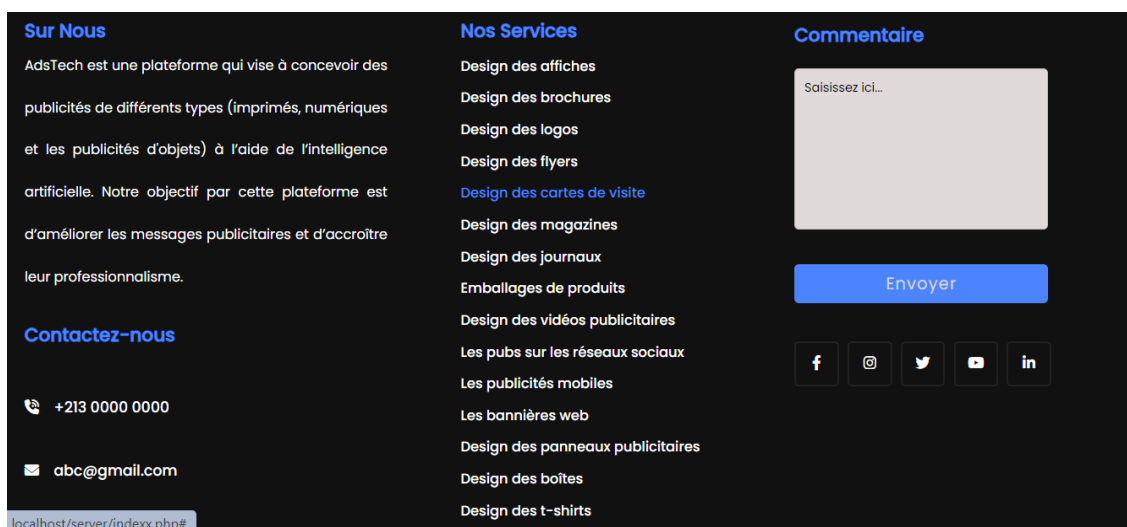 Sur Nous
AdsTech est une plateforme qui vise à concevoir des
publicités de différents types (imprimés, numériques
et les publicités d'objets) à l'aide de l'intelligence
artificielle. Notre objectif par cette plateforme est
d'améliorer les messages publicitaires et d'accroître
leur professionnalisme.
Contactez-nous
+213 0000 0000
abc@gmail.com
Nos Services
Design des affiches
Design des brochures
Design des logos
Design des flyers
Design des cartes de visite
Design des magazines
Design des journaux
Emballages de produits
Design des vidéos publicitaires
Les pubs sur les réseaux sociaux
Les publicités mobiles
Les bannières web
Design des panneaux publicitaires
Design des boîtes
Design des t-shirts
Commentaire
Saisissez ici...
Envoyer
localhost/server/indexx.php#